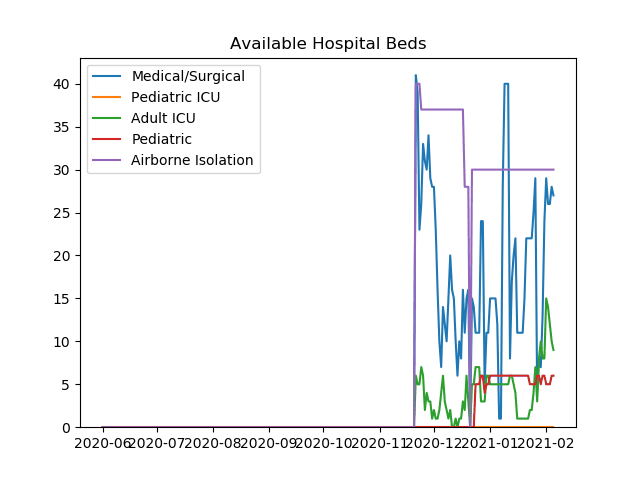 Available Hospital Beds
Medical/Surgical
Pediatric ICU
Adult ICU
Pediatric
Airborne Isolation
40
35
30
25
20
15
10
5
0
2020-06 2020-07 2020-08 2020-09 2020-10 2020-11 2020-12 2021-01 2021-02